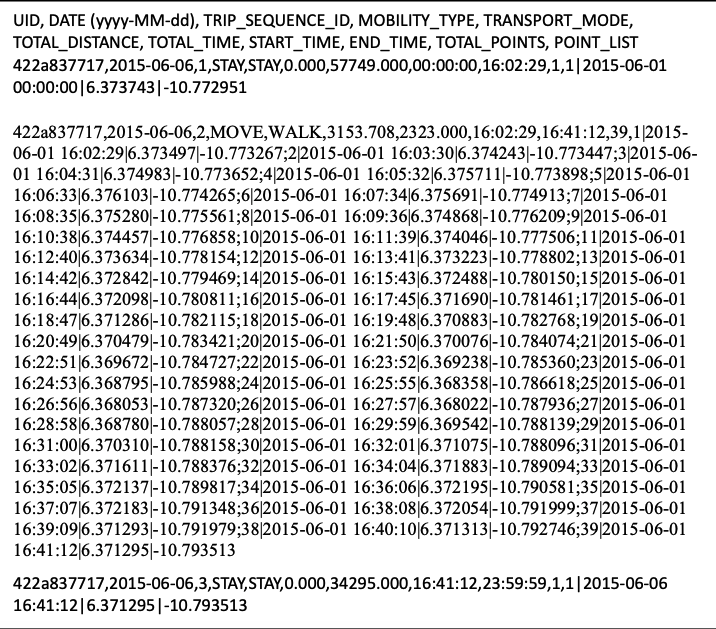 UID, DATE (yyyy-MM-dd), TRIP_SEQUENCE_ID, MOBILITY_TYPE, TRANSPORT_MODE,
TOTAL_DISTANCE, TOTAL_TIME, START_TIME, END_TIME, TOTAL_POINTS, POINT_LIST
422a837717,2015-06-06,1,STAY,STAY,0.000,57749.000,00:00:00,16:02:29,1,1|2015-06-01
00:00:00|6.373743|-10.772951
422a837717,2015-06-06,2,MOVE,WALK,3153.708,2323.000,16:02:29,16:41:12,39,1|2015-
06-01 16:02:29|6.373497|-10.773267;2|2015-06-01 16:03:30|6.374243|-10.773447;3|2015-06-
01 16:04:31|6.374983|-10.773652;4|2015-06-01 16:05:32|6.375711|-10.773898;5|2015-06-01
16:06:33|6.376103|-10.774265;6|2015-06-01 16:07:34|6.375691|-10.774913;7|2015-06-01
16:08:35|6.375280|-10.775561;8|2015-06-01 16:09:36|6.374868|-10.776209;9|2015-06-01
16:10:38|6.374457|-10.776858;10|2015-06-01 16:11:39|6.374046|-10.777506;11|2015-06-01
16:12:40|6.373634|-10.778154;12|2015-06-01 16:13:41|6.373223|-10.778802;13|2015-06-01
16:14:42|6.372842|-10.779469;14|2015-06-01 16:15:43|6.372488|-10.780150;15|2015-06-01
16:16:44|6.372098|-10.780811;16|2015-06-01 16:17:45|6.371690|-10.781461;17|2015-06-01
16:18:47|6.371286|-10.782115;18|2015-06-01 16:19:48|6.370883|-10.782768;19|2015-06-01
16:20:49|6.370479|-10.783421;20|2015-06-01 16:21:50|6.370076|-10.784074;21|2015-06-01
16:22:51|6.369672|-10.784727;22|2015-06-01 16:23:52|6.369238|-10.785360;23|2015-06-01
16:24:53|6.368795|-10.785988;24|2015-06-01 16:25:55|6.368358|-10.786618;25|2015-06-01
16:26:56|6.368053|-10.787320;26|2015-06-01 16:27:57|6.368022|-10.787936;27|2015-06-01
16:28:58|6.368780|-10.788057;28|2015-06-01 16:29:59|6.369542|-10.788139;29|2015-06-01
16:31:00|6.370310|-10.788158;30|2015-06-01 16:32:01|6.371075|-10.788096;31|2015-06-01
16:33:02|6.371611|-10.788376;32|2015-06-01 16:34:04|6.371883|-10.789094;33|2015-06-01
16:35:05|6.372137|-10.789817;34|2015-06-01 16:36:06|6.372195|-10.790581;35|2015-06-01
16:37:07|6.372183|-10.791348;36|2015-06-01 16:38:08|6.372054|-10.791999;37|2015-06-01
16:39:09|6.371293|-10.791979;38|2015-06-01 16:40:10|6.371313|-10.792746;39|2015-06-01
16:41:12|6.371295|-10.793513
422a837717,2015-06-06,3,STAY,STAY,0.000,34295.000,16:41:12,23:59:59,1,1|2015-06-06
16:41:12|6.371295|-10.793513